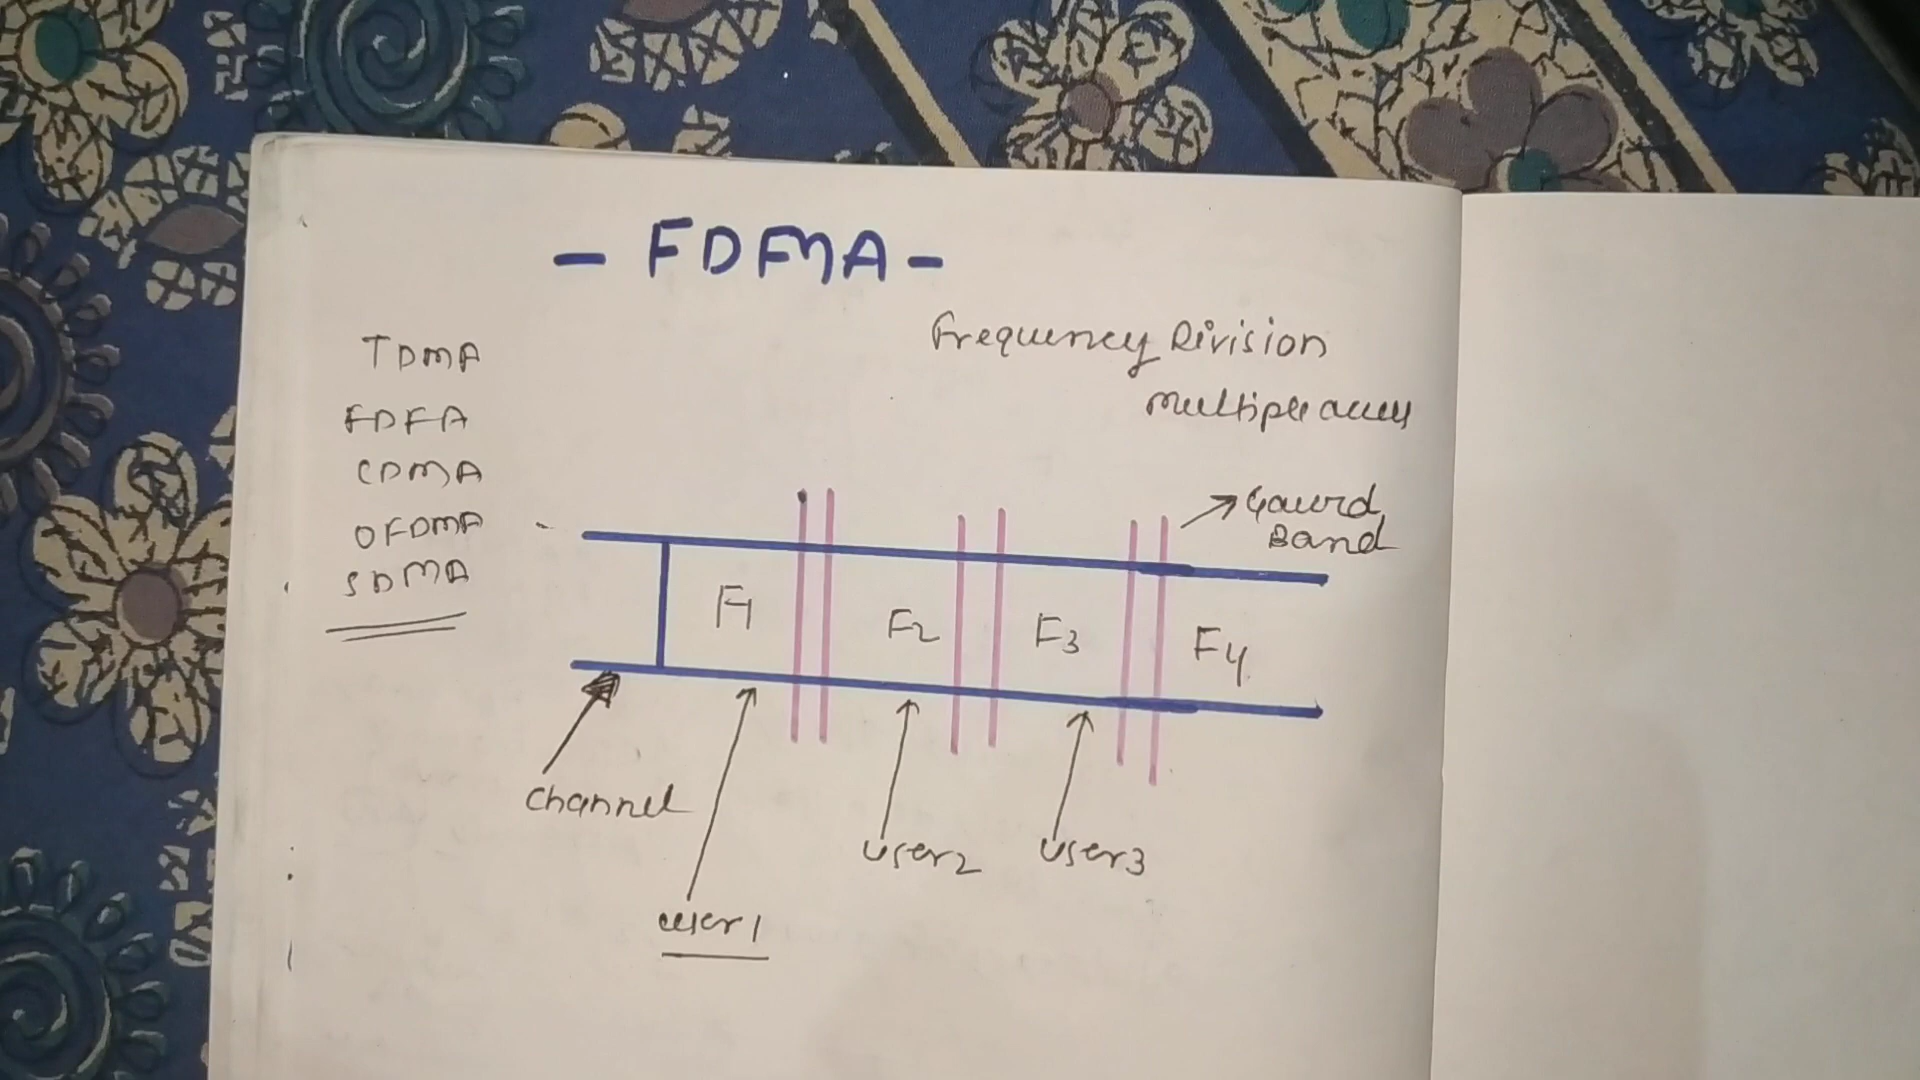 - FDFMA -
Frequency Division
multiple access
TDMA
FDFA
CDMA
OFDMA
SDMA
Gaurd
Band
F1
F2
F3
F4
channel
user1
user2
user3